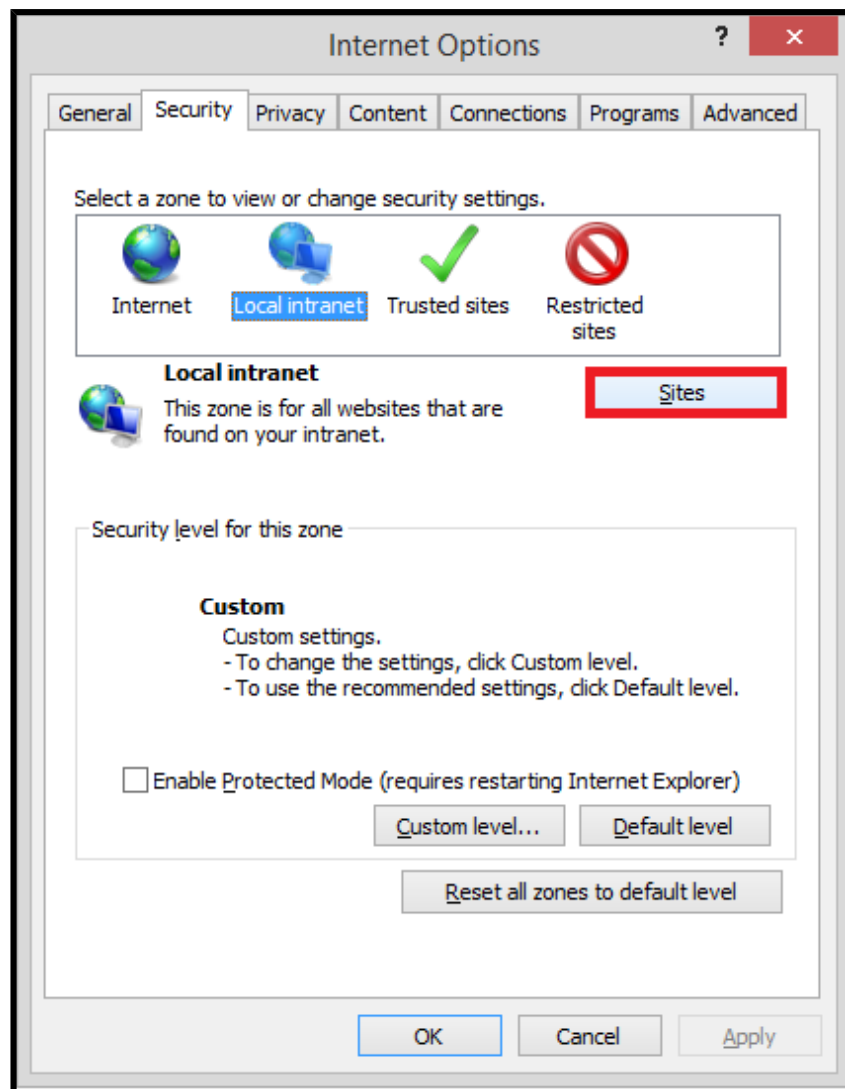 Internet Options
?
×
General Security Privacy Content Connections Programs Advanced
Select a zone to view or change security settings.
Internet Local intranet Trusted sites Restricted
sites
Local intranet
Sites
This zone is for all websites that are
found on your intranet.
Security level for this zone
Custom
Custom settings.
- To change the settings, click Custom level.
- To use the recommended settings, click Default level.
Enable Protected Mode (requires restarting Internet Explorer)
Custom level... Default level
Reset all zones to default level
OK Cancel Apply